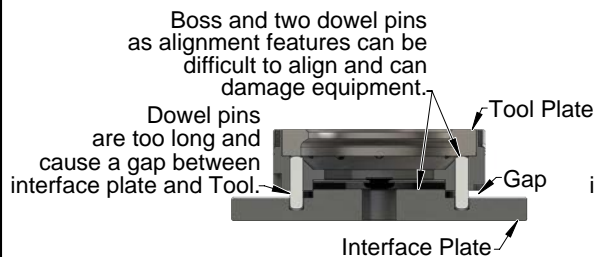 Boss and two dowel pins
as alignment features can be
difficult to align and can
damage equipment.
Dowel pins
are too long and
cause a gap between
interface plate and Tool.
Tool Plate
Gap
i
Interface Plate